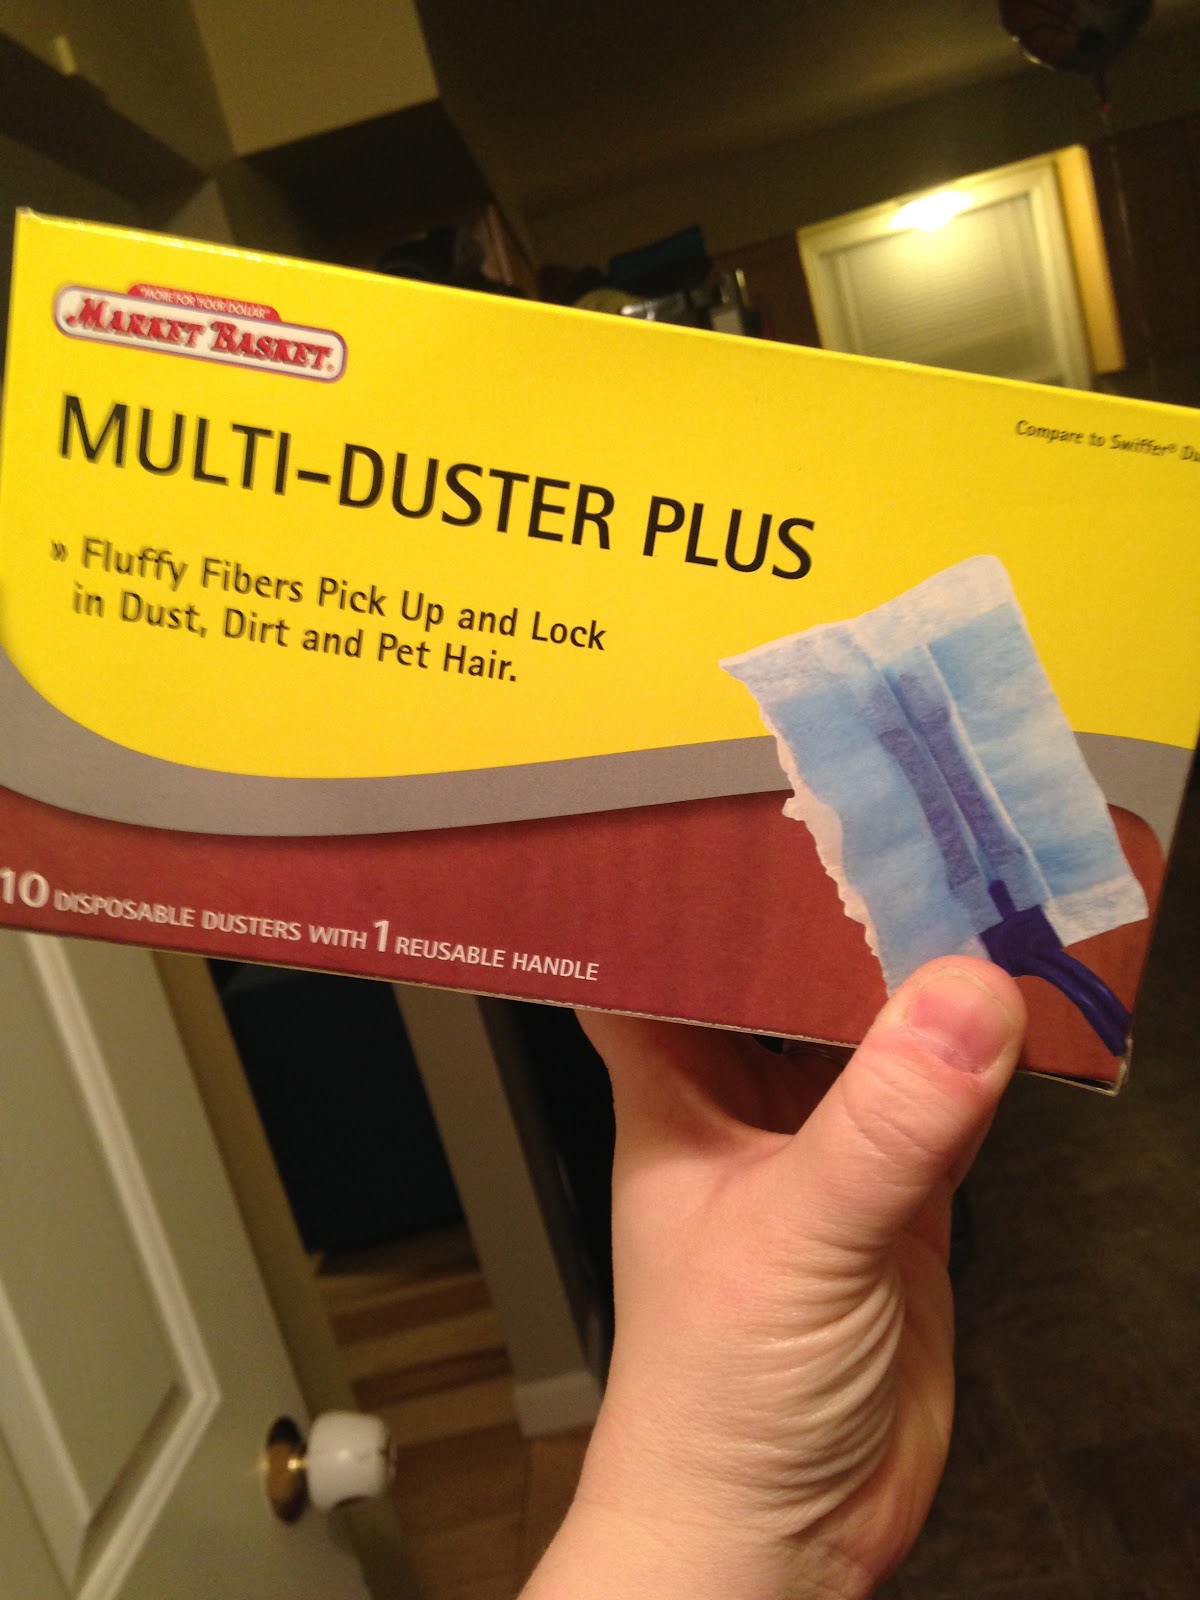 "MORE FOR YOUR DOLLAR"
MARKET BASKET®
Compare to Swiffer®
MULTI-DUSTER PLUS
» Fluffy Fibers Pick Up and Lock
in Dust, Dirt and Pet Hair.
10 DISPOSABLE DUSTERS WITH 1 REUSABLE HANDLE